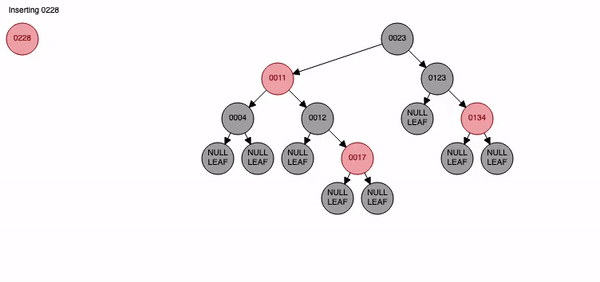 Inserting 0228
0228
0023
0011
0123
0004
0012
NULL
LEAF
0134
NULL
LEAF
NULL
LEAF
NULL
LEAF
0017
NULL
LEAF
NULL
LEAF
NULL
LEAF
NULL
LEAF